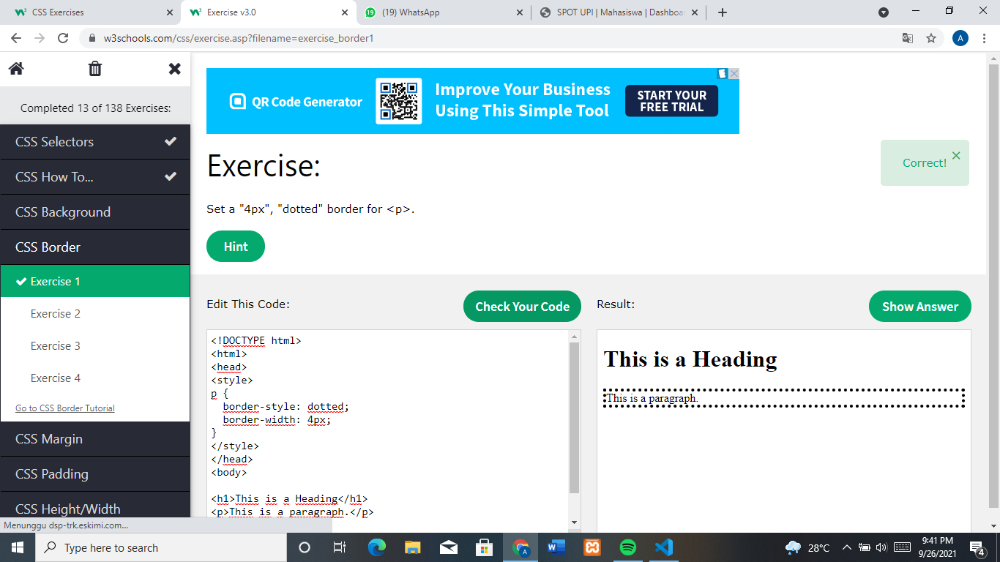 CSS Exercises
Exercise v3.0
(19) WhatsApp
SPOT UPI | Mahasiswa | Dashboa
w3schools.com/css/exercise.asp?filename=exercise_border1
A
Completed 13 of 138 Exercises:
CSS Selectors
CSS How To...
CSS Background
CSS Border
Exercise 1
Exercise 2
Exercise 3
Exercise 4
Go to CSS Border Tutorial
CSS Margin
CSS Padding
CSS Height/Width
Menunggu dsp-trk.eskimi.com...
QR Code Generator
Improve Your Business
Using This Simple Tool
START YOUR
FREE TRIAL
Exercise:
Correct!
Set a "4px", "dotted" border for <p>.
Hint
Edit This Code:
Check Your Code
Result:
Show Answer
<!DOCTYPE html>
<html>
<head>
<style>
p {
  border-style: dotted;
  border-width: 4px;
}
</style>
</head>
<body>
<h1>This is a Heading</h1>
<p>This is a paragraph.</p>
This is a Heading
This is a paragraph.
Type here to search
28°C
9:41 PM
9/26/2021
4